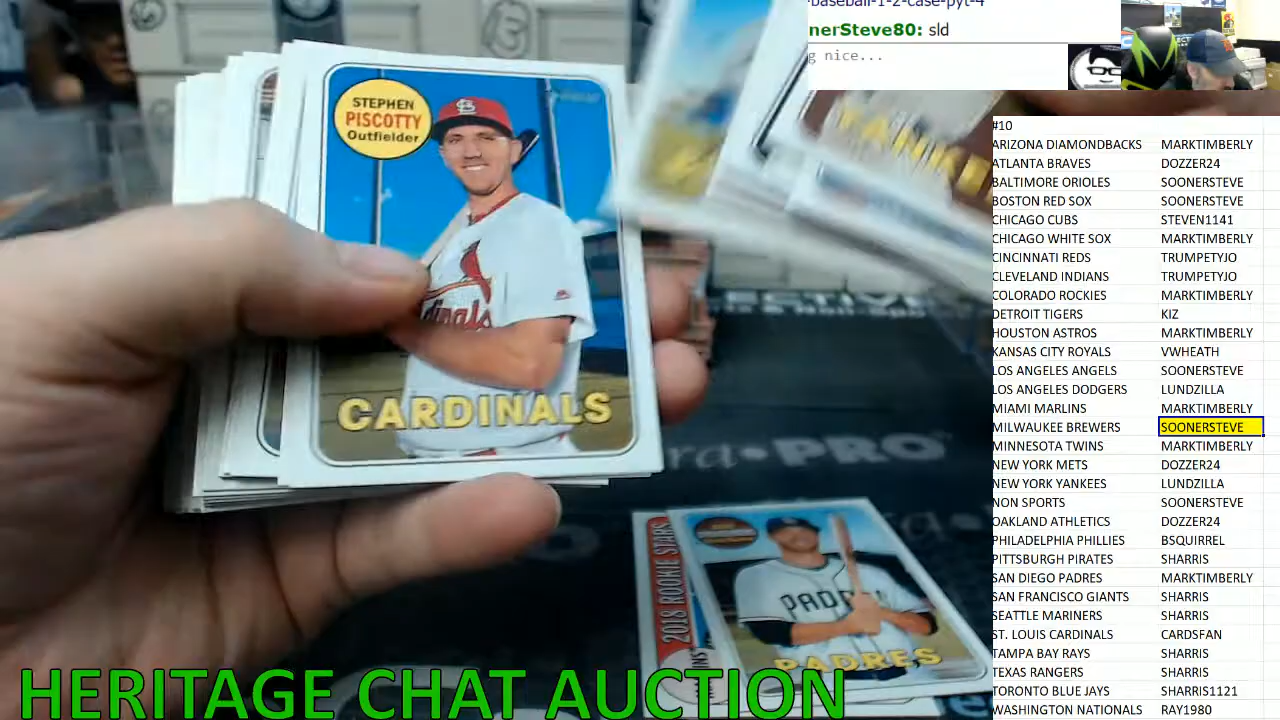 -baseball-1-2-case-pyt-4
nerSteve80: sld
g nice...
STEPHEN
PISCOTTY
Outfielder
CARDINALS
YANKE
PRO
2018 ROOKIE STARS
PADRES
#10
ARIZONA DIAMONDBACKS MARKTIMBERLY
ATLANTA BRAVES DOZER24
BALTIMORE ORIOLES SOONERSTEVE
BOSTON RED SOX SOONERSTEVE
CHICAGO CUBS STEVEN1141
CHICAGO WHITE SOX MARKTIMBERLY
CINCINNATI REDS TRUMPETYJO
CLEVELAND INDIANS TRUMPETYJO
COLORADO ROCKIES MARKTIMBERLY
DETROIT TIGERS KIZ
HOUSTON ASTROS MARKTIMBERLY
KANSAS CITY ROYALS VWHEATH
LOS ANGELES ANGELS SOONERSTEVE
LOS ANGELES DODGERS LUNDZILLA
MIAMI MARLINS MARKTIMBERLY
MILWAUKEE BREWERS SOONERSTEVE
MINNESOTA TWINS MARKTIMBERLY
NEW YORK METS DOZZER24
NEW YORK YANKEES LUNDZILLA
NON SPORTS SOONERSTEVE
OAKLAND ATHLETICS DOZZER24
PHILADELPHIA PHILLIES BSQUIRREL
PITTSBURGH PIRATES SHARRIS
SAN DIEGO PADRES MARKTIMBERLY
SAN FRANCISCO GIANTS SHARRIS
SEATTLE MARINERS SHARRIS
ST. LOUIS CARDINALS CARDSFAN
TAMPA BAY RAYS SHARRIS
TEXAS RANGERS SHARRIS
TORONTO BLUE JAYS SHARRIS1121
WASHINGTON NATIONALS RAY1980
HERITAGE CHAT AUCTION